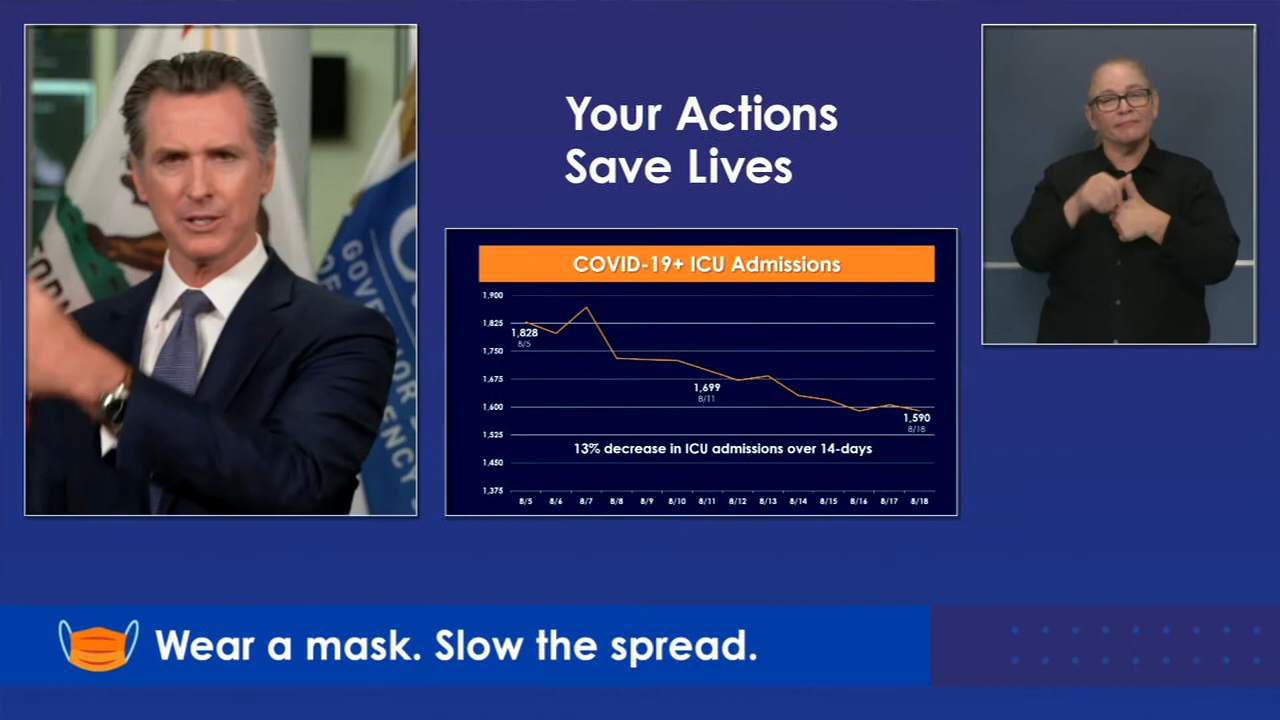 Your Actions
Save Lives
COVID-19+ ICU Admissions
1,900
1,825
1,750
1,675
1,600
1,525
1,450
1,375
1,828
8/5
1,699
8/11
1,590
8/18
13% decrease in ICU admissions over 14-days
8/5 8/6 8/7 8/8 8/9 8/10 8/11 8/12 8/13 8/14 8/15 8/16 8/17 8/18
GOVERNOR
OF
Wear a mask. Slow the spread.